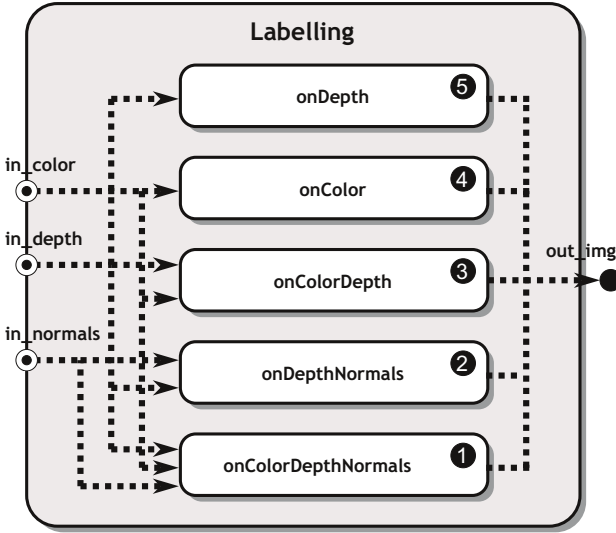 Labelling
onDepth
5
in_color
onColor
4
in_depth
onColorDepth
3
out_img
in_normals
onDepthNormals
2
onColorDepthNormals
1